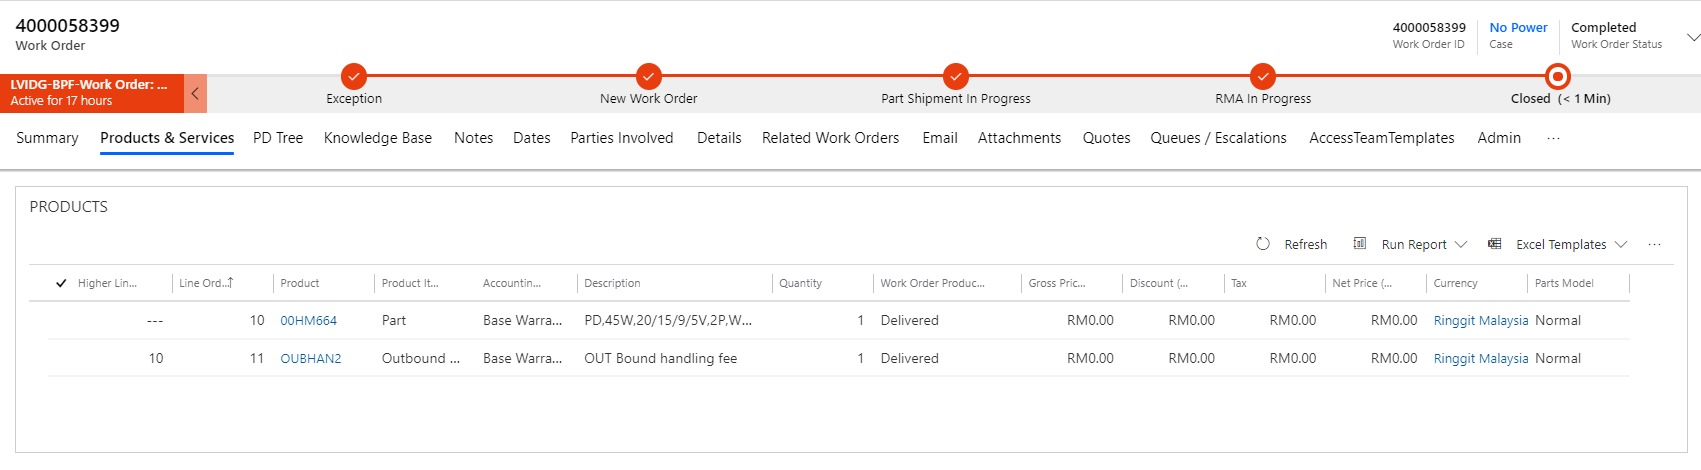 4000058399
Work Order
4000058399
Work Order ID
No Power
Case
Completed
Work Order Status
LVIDG-BPF-Work Order: ...
Active for 17 hours
Exception
New Work Order
Part Shipment In Progress
RMA In Progress
Closed (< 1 Min)
Summary Products & Services PD Tree Knowledge Base Notes Dates Parties Involved Details Related Work Orders Email Attachments Quotes Queues / Escalations AccessTeamTemplates Admin ...
PRODUCTS
Refresh Run Report Excel Templates ...
Higher Lin... Line Ord... Product Product It... Accountin... Description Quantity Work Order Produc... Gross Pric... Discount (... Tax Net Price (... Currency Parts Model
--- 10 00HM664 Part Base Warra... PD,45W,20/15/9/5V,2P,W... 1 Delivered RM0.00 RM0.00 RM0.00 RM0.00 Ringgit Malaysia Normal
10 11 OUBHAN2 Outbound ... Base Warra... OUT Bound handling fee 1 Delivered RM0.00 RM0.00 RM0.00 RM0.00 Ringgit Malaysia Normal